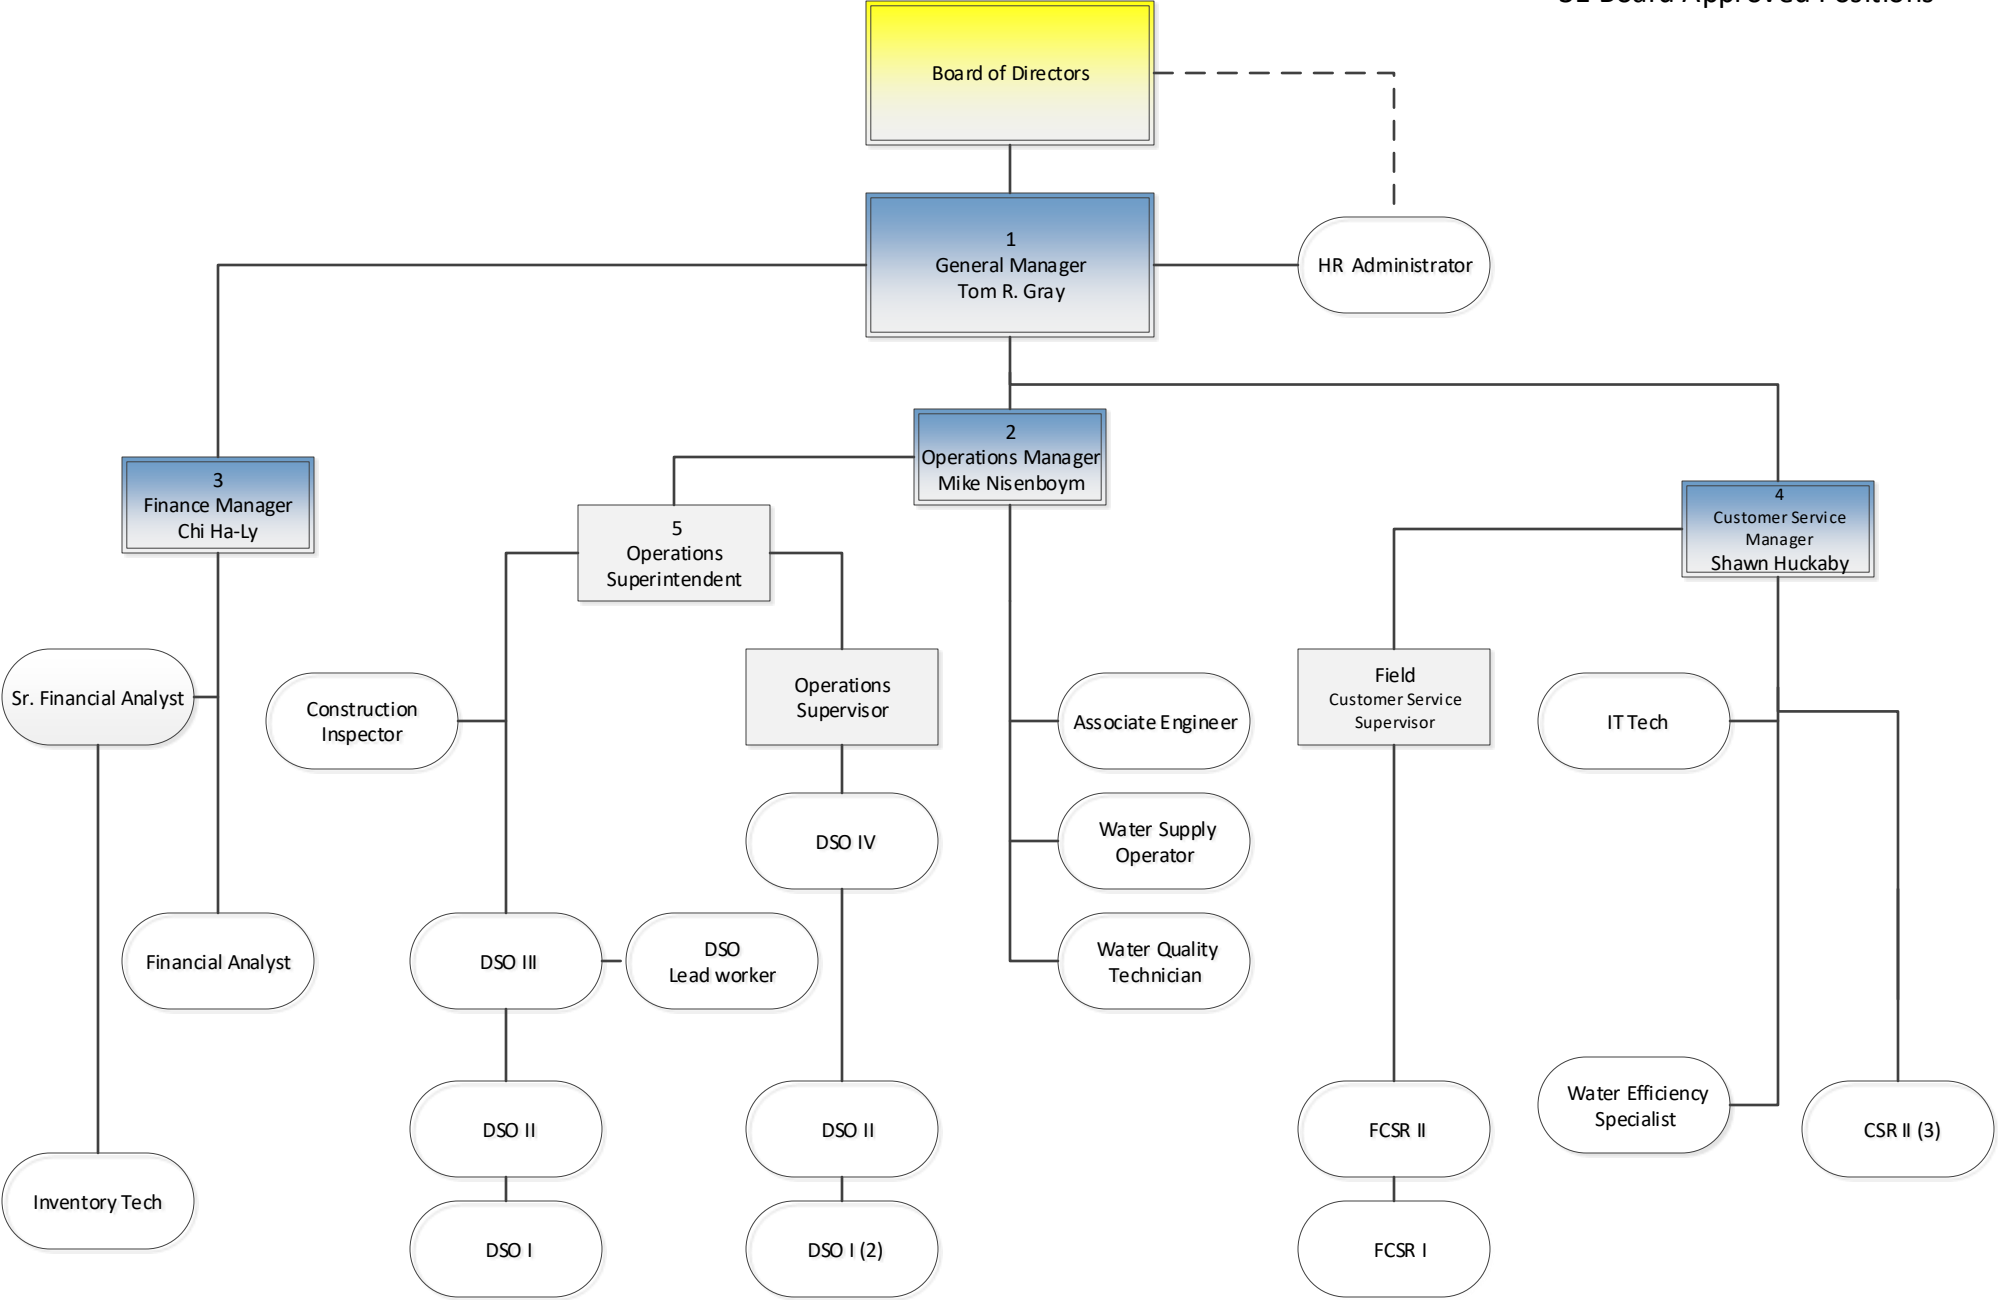 Board Approved Positions
Board of Directors
1
General Manager
Tom R. Gray
HR Administrator
2
Operations Manager
Mike Nisenboym
3
Finance Manager
Chi Ha-Ly
4
Customer Service
Manager
Shawn Huckaby
5
Operations
Superintendent
Sr. Financial Analyst
Construction
Inspector
Operations
Supervisor
Associate Engineer
Field
Customer Service
Supervisor
IT Tech
DSO IV
Water Supply
Operator
Financial Analyst
DSO III
DSO
Lead worker
Water Quality
Technician
Water Efficiency
Specialist
DSO II
DSO II
FCSR II
CSR II (3)
Inventory Tech
DSO I
DSO I (2)
FCSR I